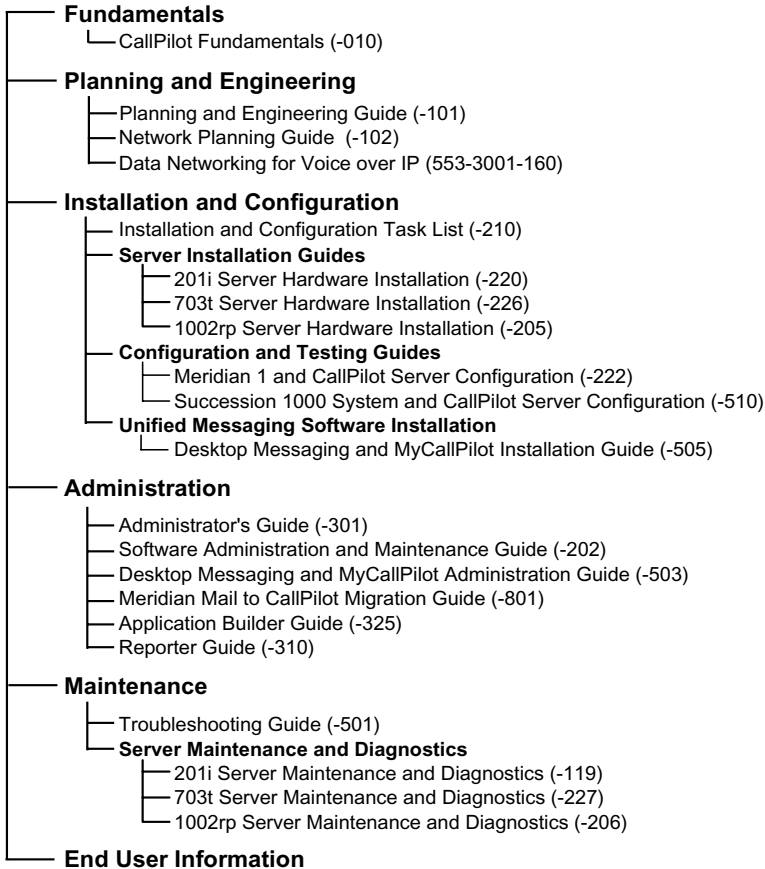 Fundamentals
CallPilot Fundamentals (-010)
Planning and Engineering
Planning and Engineering Guide (-101)
Network Planning Guide (-102)
Data Networking for Voice over IP (553-3001-160)
Installation and Configuration
Installation and Configuration Task List (-210)
Server Installation Guides
201i Server Hardware Installation (-220)
703t Server Hardware Installation (-226)
1002rp Server Hardware Installation (-205)
Configuration and Testing Guides
Meridian 1 and CallPilot Server Configuration (-222)
Succession 1000 System and CallPilot Server Configuration (-510)
Unified Messaging Software Installation
Desktop Messaging and MyCallPilot Installation Guide (-505)
Administration
Administrator's Guide (-301)
Software Administration and Maintenance Guide (-202)
Desktop Messaging and MyCallPilot Administration Guide (-503)
Meridian Mail to CallPilot Migration Guide (-801)
Application Builder Guide (-325)
Reporter Guide (-310)
Maintenance
Troubleshooting Guide (-501)
Server Maintenance and Diagnostics
201i Server Maintenance and Diagnostics (-119)
703t Server Maintenance and Diagnostics (-227)
1002rp Server Maintenance and Diagnostics (-206)
End User Information